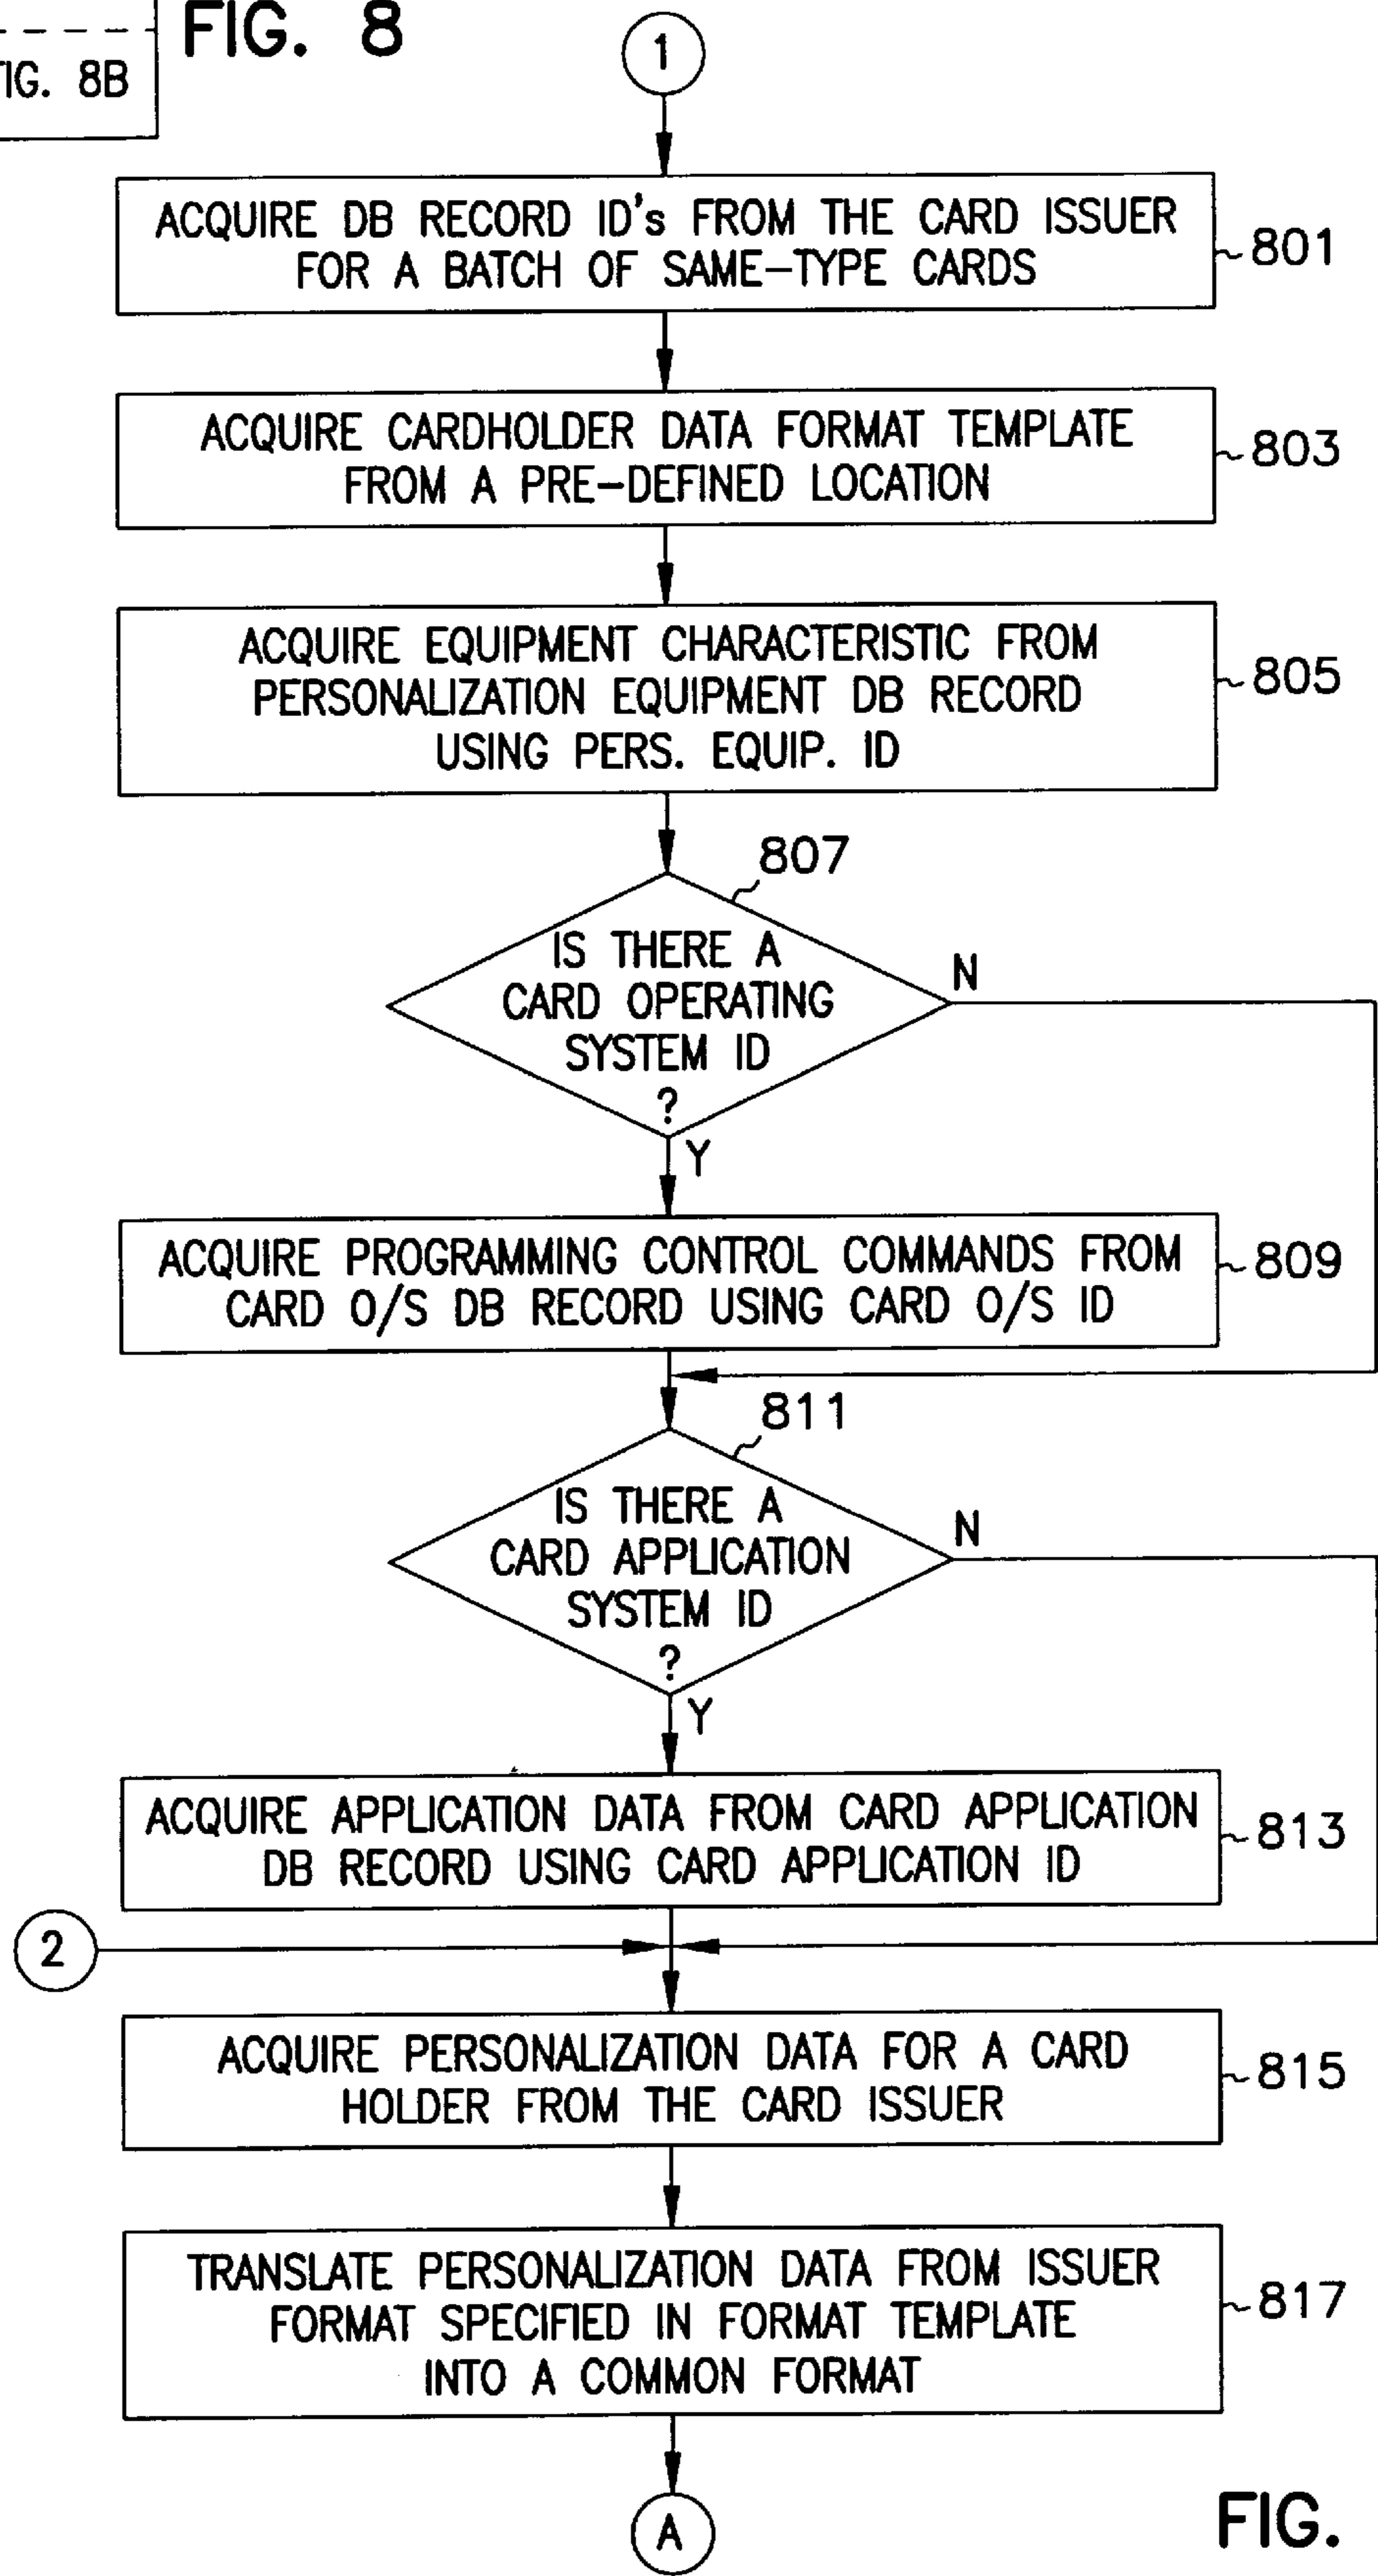 FIG. 8
FIG. 8B
1
ACQUIRE DB RECORD ID's FROM THE CARD ISSUER
FOR A BATCH OF SAME-TYPE CARDS
801
ACQUIRE CARDHOLDER DATA FORMAT TEMPLATE
FROM A PRE-DEFINED LOCATION
803
ACQUIRE EQUIPMENT CHARACTERISTIC FROM
PERSONALIZATION EQUIPMENT DB RECORD
USING PERS. EQUIP. ID
805
807
IS THERE A
CARD OPERATING
SYSTEM ID
?
N
Y
ACQUIRE PROGRAMMING CONTROL COMMANDS FROM
CARD O/S DB RECORD USING CARD O/S ID
809
811
IS THERE A
CARD APPLICATION
SYSTEM ID
?
N
Y
ACQUIRE APPLICATION DATA FROM CARD APPLICATION
DB RECORD USING CARD APPLICATION ID
813
2
ACQUIRE PERSONALIZATION DATA FOR A CARD
HOLDER FROM THE CARD ISSUER
815
TRANSLATE PERSONALIZATION DATA FROM ISSUER
FORMAT SPECIFIED IN FORMAT TEMPLATE
INTO A COMMON FORMAT
817
A
FIG.